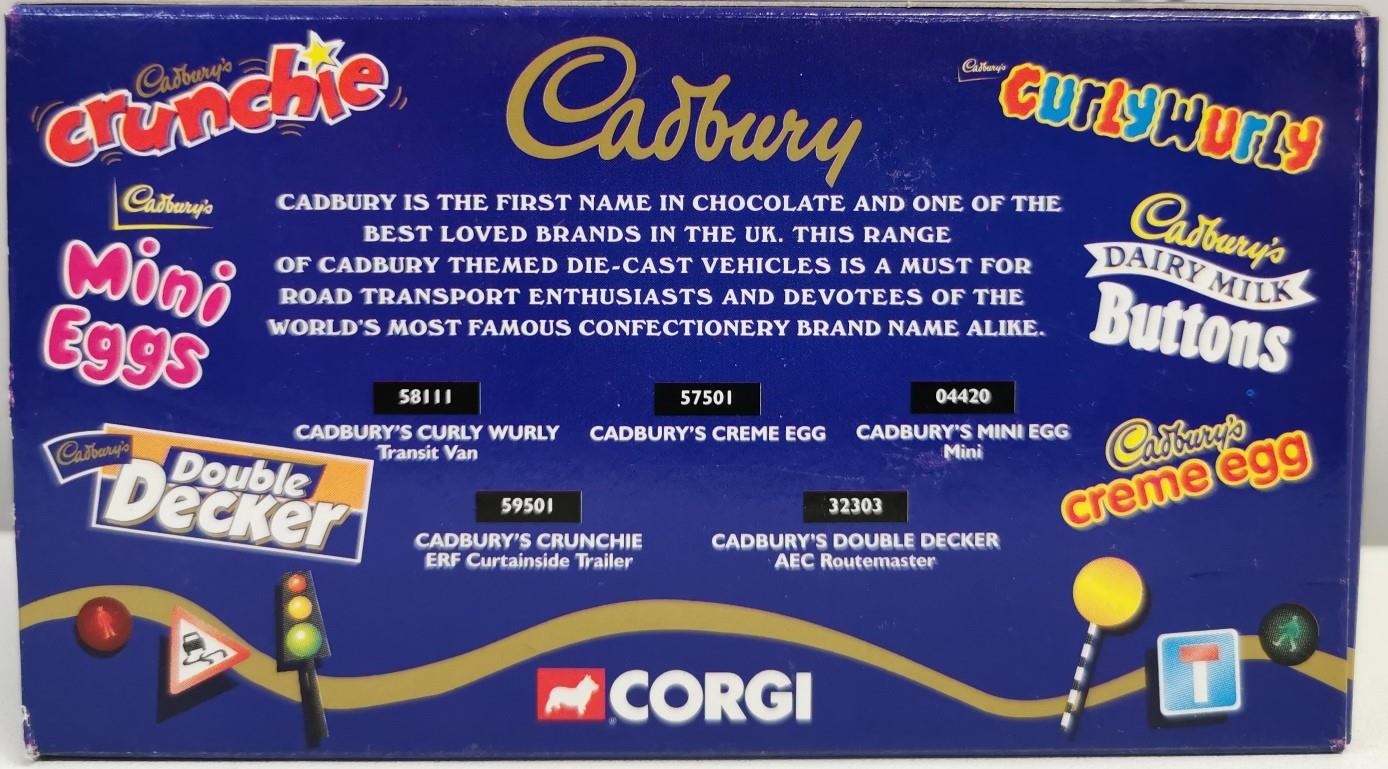 Cadbury's
crunchie
Cadbury
Cadbury's
curlywurly
Cadbury's
Mini
Eggs
CADBURY IS THE FIRST NAME IN CHOCOLATE AND ONE OF THE
BEST LOVED BRANDS IN THE UK. THIS RANGE
OF CADBURY THEMED DIE-CAST VEHICLES IS A MUST FOR
ROAD TRANSPORT ENTHUSIASTS AND DEVOTEES OF THE
WORLD'S MOST FAMOUS CONFECTIONERY BRAND NAME ALIKE.
Cadbury's
DAIRY MILK
Buttons
58111
CADBURY'S CURLY WURLY
Transit Van
57501
CADBURY'S CREME EGG
04420
CADBURY'S MINI EGG
Mini
Cadbury's
Double
Decker
Cadbury's
creme egg
59501
CADBURY'S CRUNCHIE
ERF Curtainside Trailer
32303
CADBURY'S DOUBLE DECKER
AEC Routemaster
CORGI